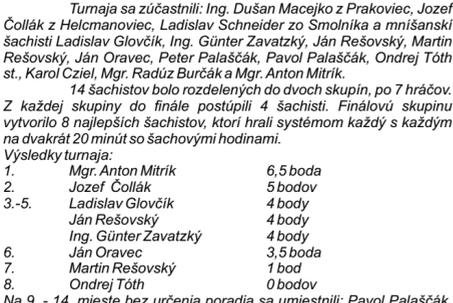 Turnaja sa zúčastnili: Ing. Dušan Macejko z Prakoviec, Jozef
Čollák z Helcmanoviec, Ladislav Schneider zo Smolníka a mníšanskí
šachisti Ladislav Glovčík, Ing. Günter Zavatzký, Ján Rešovský, Martin
Rešovský, Ján Oravec, Peter Palaščák, Pavol Palaščák, Ondrej Tóth
st., Karol Cziel, Mgr. Radúz Burčák a Mgr. Anton Mitrík.
14 šachistov bolo rozdelených do dvoch skupín, po 7 hráčov.
Z každej skupiny do finále postúpili 4 šachisti. Finálovú skupinu
vytvorilo 8 najlepších šachistov, ktorí hrali systémom každý s každým
na dvakrát 20 minút so šachovými hodinami.
Výsledky turnaja:
1. Mgr. Anton Mitrík 6,5 boda
2. Jozef Čollák 5 bodov
3.-5. Ladislav Glovčík 4 body
Ján Rešovský 4 body
Ing. Günter Zavatzký 4 body
6. Ján Oravec 3,5 boda
7. Martin Rešovský 1 bod
8. Ondrej Tóth 0 bodov
Na 9. - 14. mieste bez určenia poradia sa umiestnili: Pavol Palaščák,